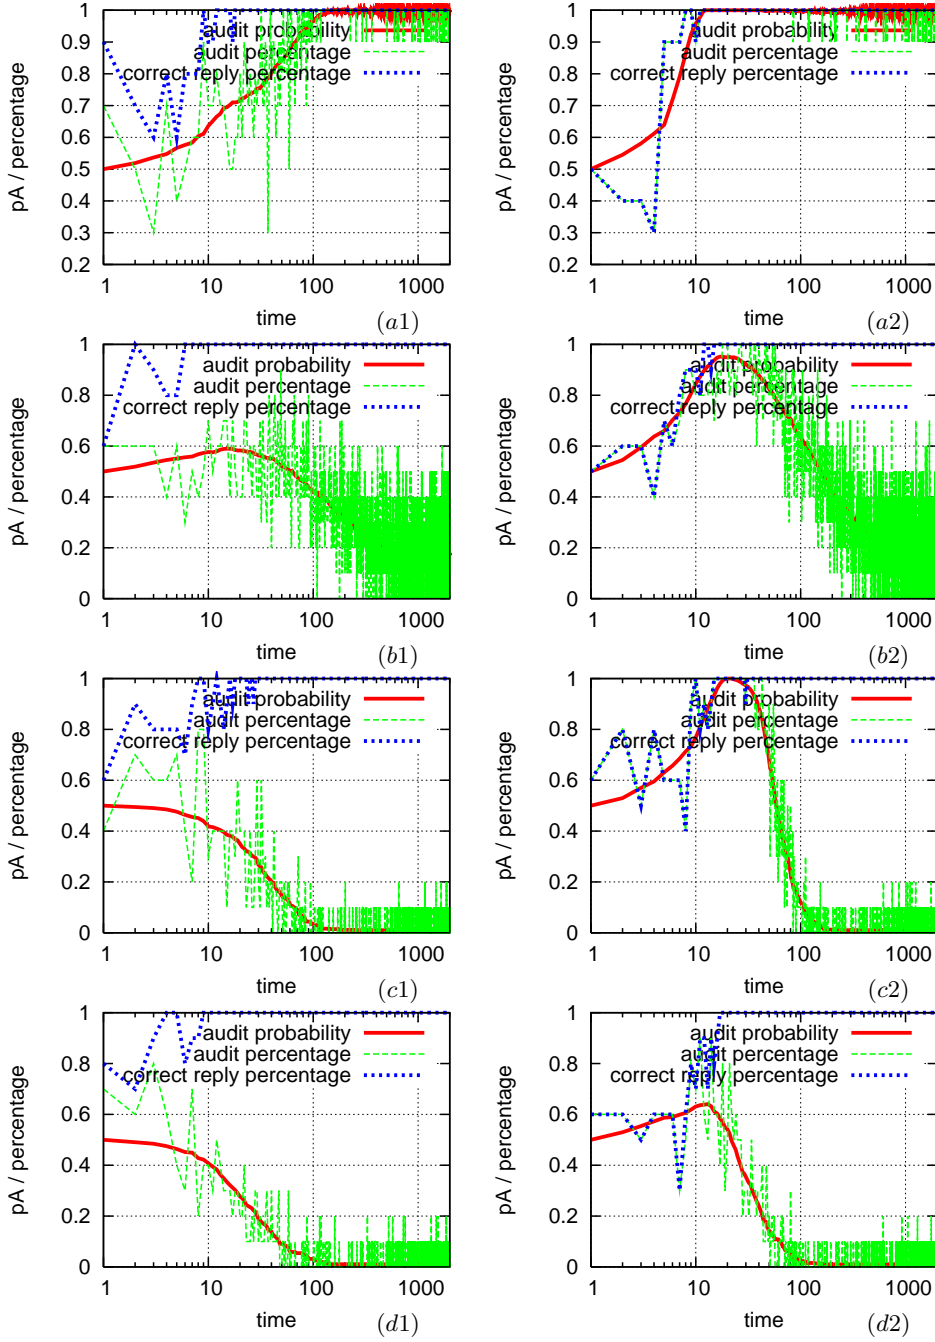 1
0.9
0.8
0.7
0.6
0.5
0.4
0.3
0.2
pA / percentage
audit probability
audit percentage
correct reply percentage
1 10 100 1000
time
(a1)
1
0.9
0.8
0.7
0.6
0.5
0.4
0.3
0.2
pA / percentage
audit probability
audit percentage
correct reply percentage
1 10 100 1000
time
(a2)
1
0.8
0.6
0.4
0.2
0
pA / percentage
audit probability
audit percentage
correct reply percentage
1 10 100 1000
time
(b1)
1
0.8
0.6
0.4
0.2
0
pA / percentage
audit probability
audit percentage
correct reply percentage
1 10 100 1000
time
(b2)
1
0.8
0.6
0.4
0.2
0
pA / percentage
audit probability
audit percentage
correct reply percentage
1 10 100 1000
time
(c1)
1
0.8
0.6
0.4
0.2
0
pA / percentage
audit probability
audit percentage
correct reply percentage
1 10 100 1000
time
(c2)
1
0.8
0.6
0.4
0.2
0
pA / percentage
audit probability
audit percentage
correct reply percentage
1 10 100 1000
time
(d1)
1
0.8
0.6
0.4
0.2
0
pA / percentage
audit probability
audit percentage
correct reply percentage
1 10 100 1000
time
(d2)